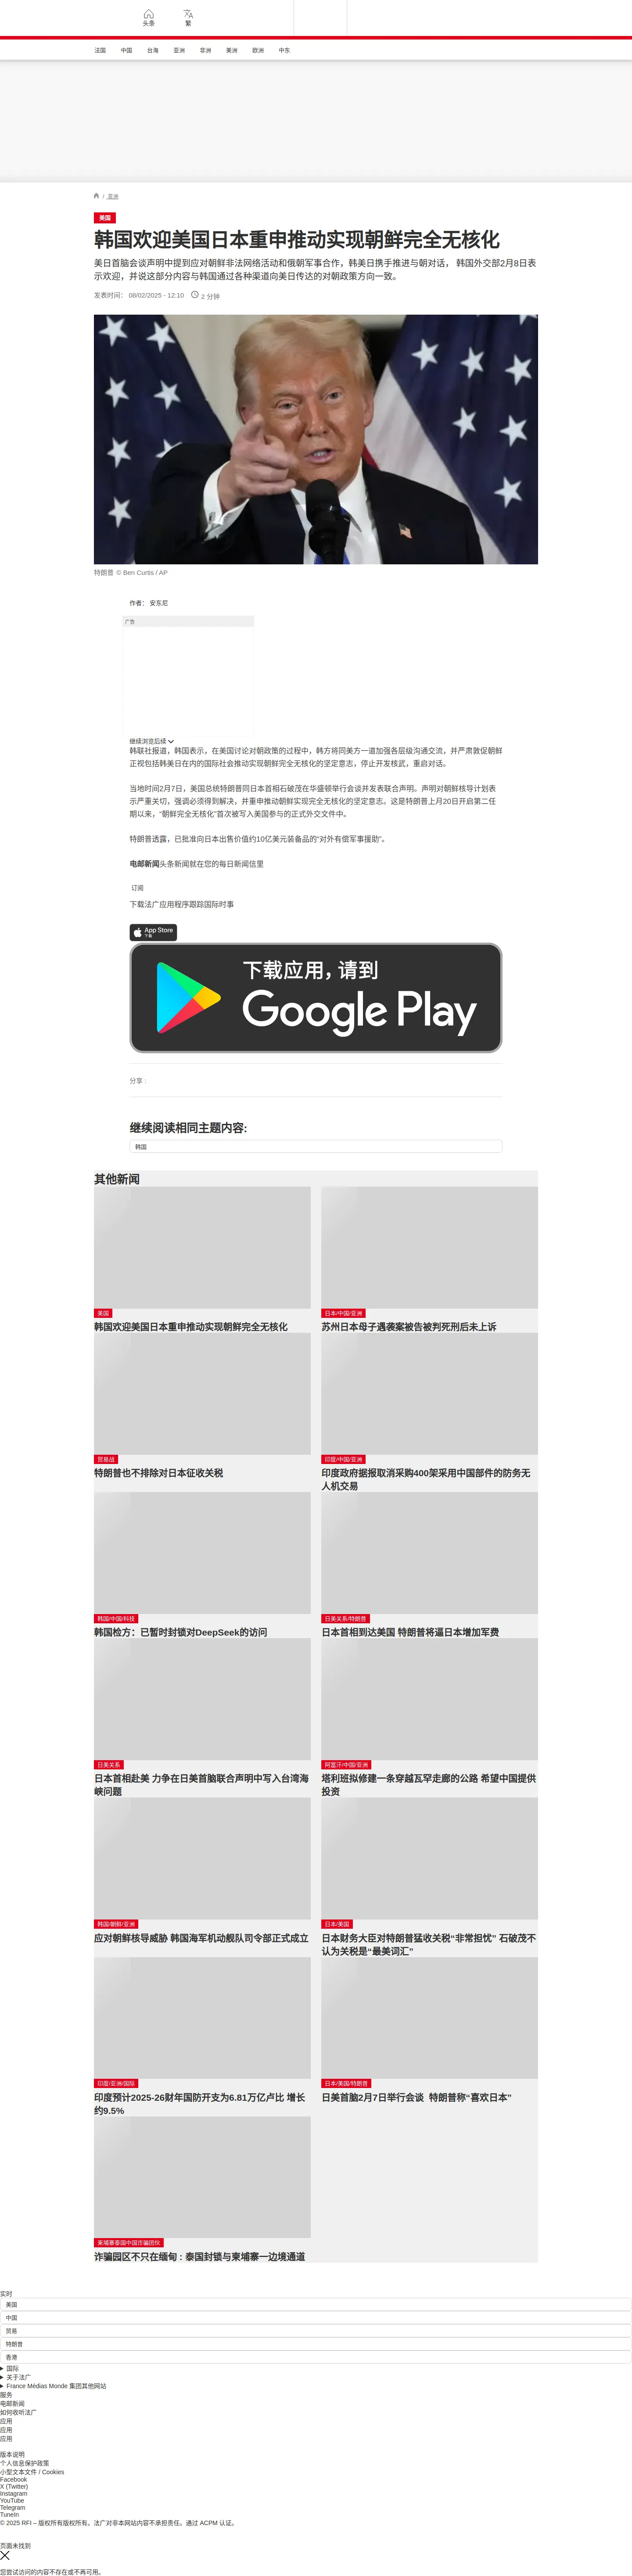 头条
繁
法国
中国
台海
亚洲
非洲
美洲
欧洲
中东
/ 亚洲
美国
韩国欢迎美国日本重申推动实现朝鲜完全无核化
美日首脑会谈声明中提到应对朝鲜非法网络活动和俄朝军事合作，韩美日携手推进与朝对话， 韩国外交部2月8日表
示欢迎，并说这部分内容与韩国通过各种渠道向美日传达的对朝政策方向一致。
发表时间： 08/02/2025 - 12:10
2 分钟
特朗普 © Ben Curtis / AP
作者： 安东尼
广告
继续浏览后续
韩联社报道，韩国表示，在美国讨论对朝政策的过程中，韩方将同美方一道加强各层级沟通交流，并严肃敦促朝鲜
正视包括韩美日在内的国际社会推动实现朝鲜完全无核化的坚定意志，停止开发核武，重启对话。
当地时间2月7日，美国总统特朗普同日本首相石破茂在华盛顿举行会谈并发表联合声明。声明对朝鲜核导计划表
示严重关切，强调必须得到解决，并重申推动朝鲜实现完全无核化的坚定意志。这是特朗普上月20日开启第二任
期以来，“朝鲜完全无核化”首次被写入美国参与的正式外交文件中。
特朗普透露，已批准向日本出售价值约10亿美元装备品的“对外有偿军事援助”。
电邮新闻头条新闻就在您的每日新闻信里
订阅
下载法广应用程序跟踪国际时事
App Store
下载
下载应用，请到
Google Play
分享 :
继续阅读相同主题内容:
韩国
其他新闻
美国
韩国欢迎美国日本重申推动实现朝鲜完全无核化
日本/中国/亚洲
苏州日本母子遇袭案被告被判死刑后未上诉
贸易战
特朗普也不排除对日本征收关税
印度/中国/亚洲
印度政府据报取消采购400架采用中国部件的防务无
人机交易
韩国/中国/科技
韩国检方：已暂时封锁对DeepSeek的访问
日美关系/特朗普
日本首相到达美国 特朗普将逼日本增加军费
日美关系
日本首相赴美 力争在日美首脑联合声明中写入台湾海
峡问题
阿富汗/中国/亚洲
塔利班拟修建一条穿越瓦罕走廊的公路 希望中国提供
投资
韩国/朝鲜/亚洲
应对朝鲜核导威胁 韩国海军机动舰队司令部正式成立
日本/美国
日本财务大臣对特朗普猛收关税“非常担忧” 石破茂不
认为关税是“最美词汇”
印度/亚洲/国际
印度预计2025-26财年国防开支为6.81万亿卢比 增长
约9.5%
日本/美国/特朗普
日美首脑2月7日举行会谈 特朗普称“喜欢日本”
柬埔寨泰国中国诈骗团伙
诈骗园区不只在缅甸 : 泰国封锁与柬埔寨一边境通道
实时
美国
中国
贸易
特朗普
香港
国际
关于法广
France Médias Monde 集团其他网站
服务
电邮新闻
如何收听法广
应用
应用
应用
版本说明
个人信息保护政策
小型文本文件 / Cookies
Facebook
X (Twitter)
Instagram
YouTube
Telegram
TuneIn
© 2025 RFI – 版权所有版权所有。法广对非本网站内容不承担责任。通过 ACPM 认证。
页面未找到
您尝试访问的内容不存在或不再可用。